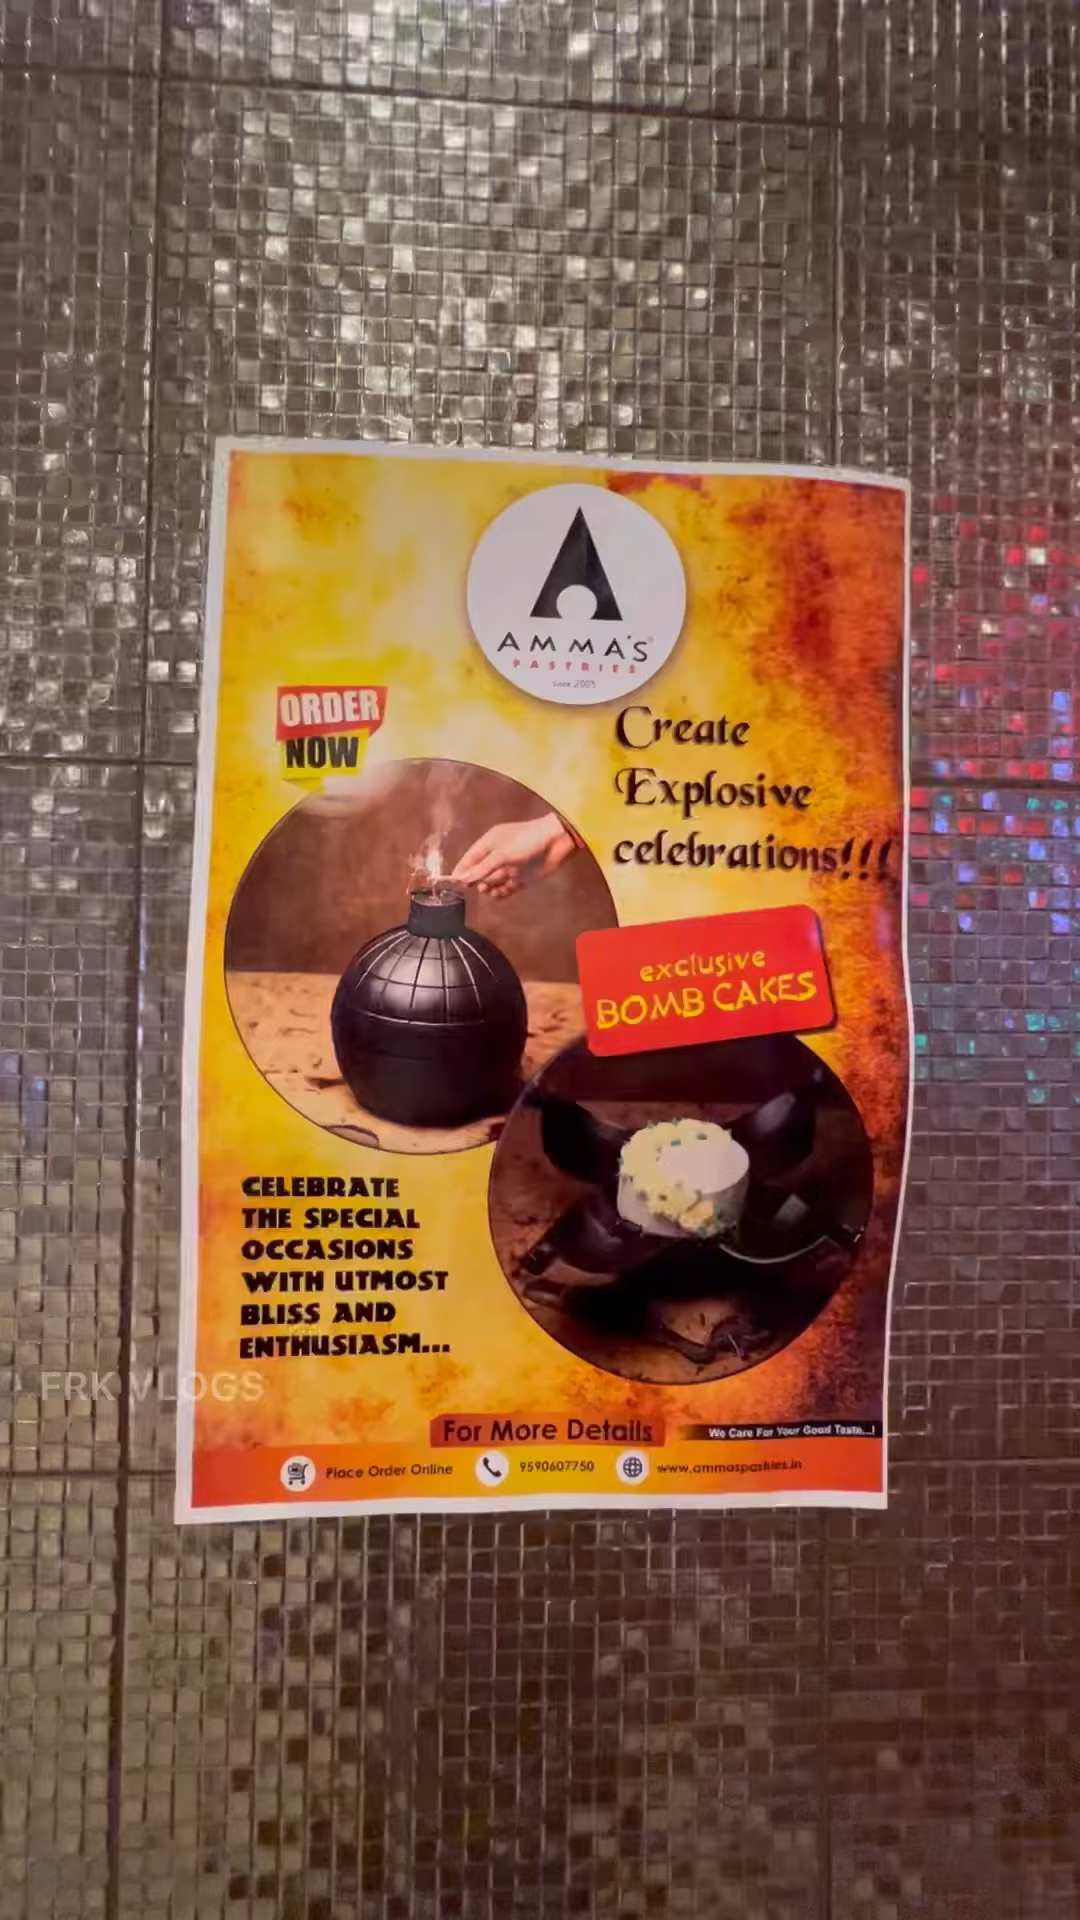 AMMA'S
PASTRIES
Since 2005
ORDER
NOW
Create
Explosive
celebrations!!!
exclusive
BOMB CAKES
CELEBRATE
THE SPECIAL
OCCASIONS
WITH UTMOST
BLISS AND
ENTHUSIASM...
FRK VLOGS
For More Details
We Care For Your Good Taste...!
Place Order Online
9590607750
www.ammaspastries.in